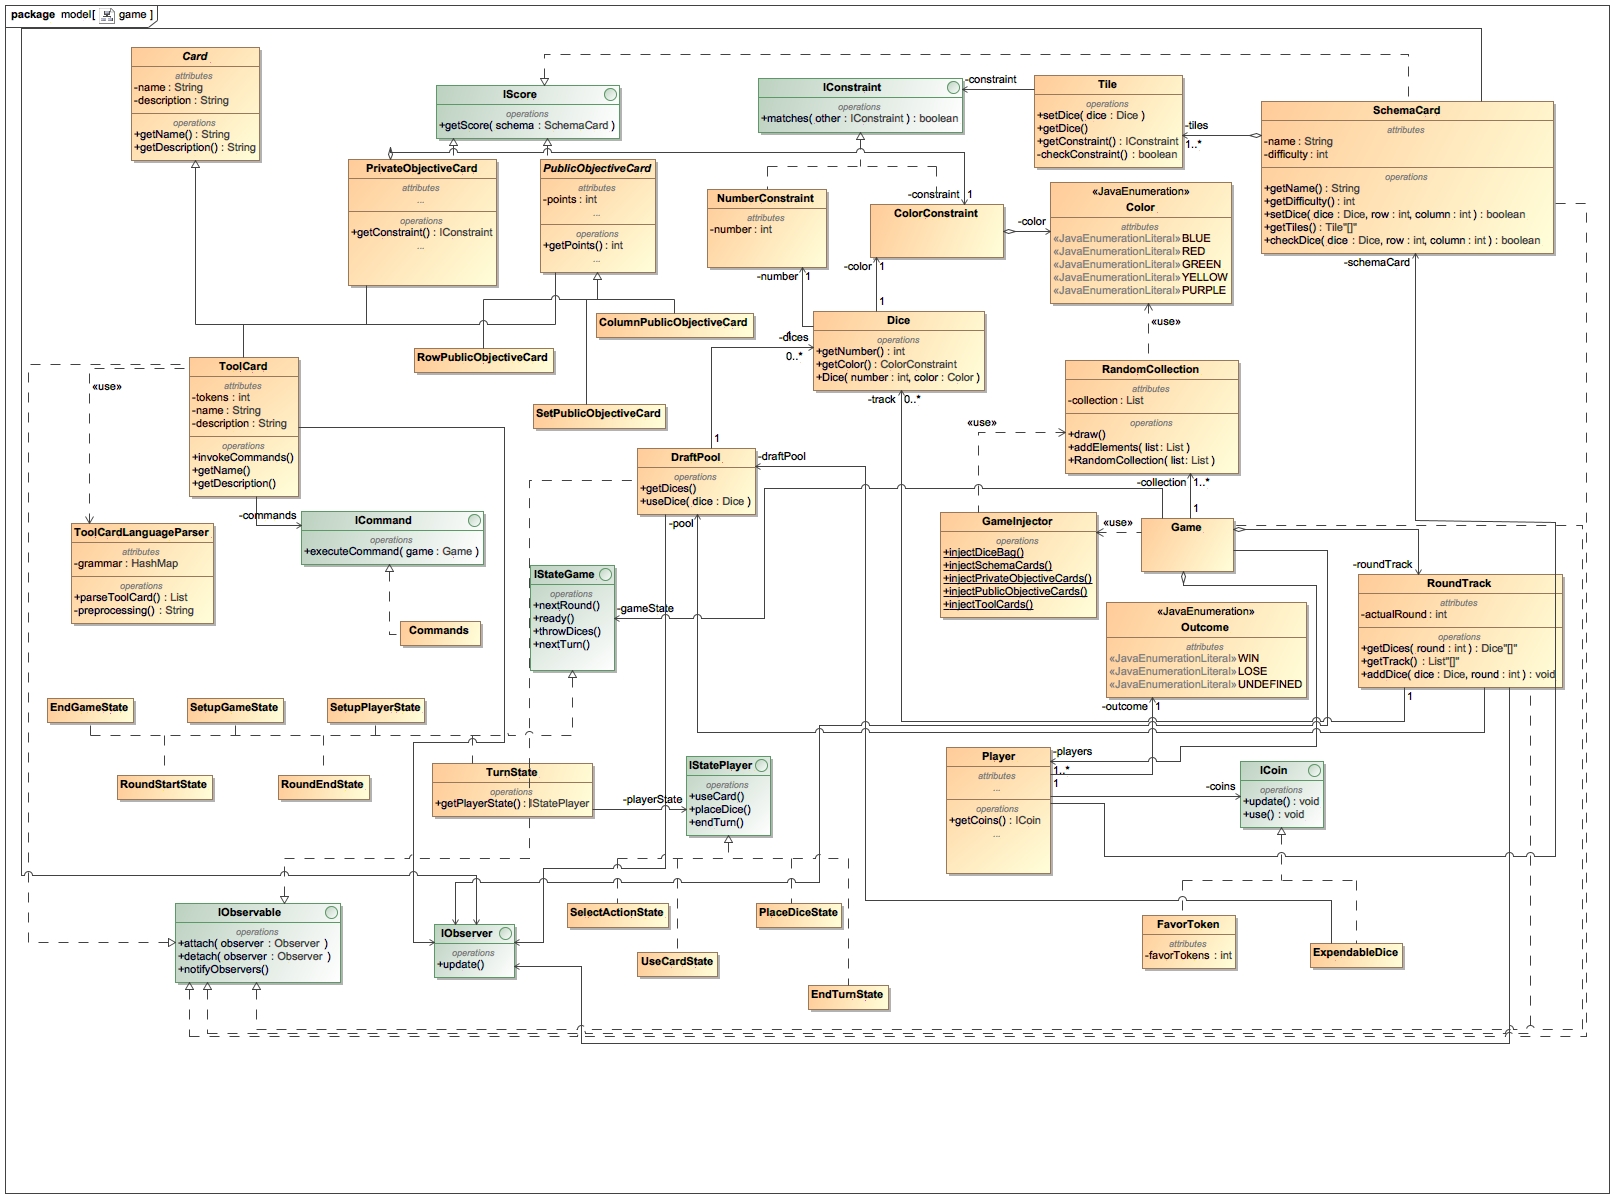 package model[ game ]
Card
attributes
-name : String
-description : String
operations
+getName() : String
+getDescription() : String
IScore
operations
+getScore( schema : SchemaCard )
IConstraint
operations
+matches( other : IConstraint ) : boolean
-constraint
Tile
operations
+setDice( dice : Dice )
+getDice()
+getConstraint() : IConstraint
-checkConstraint() : boolean
-tiles
1..*
SchemaCard
attributes
-name : String
-difficulty : int
operations
+getName() : String
+getDifficulty() : int
+setDice( dice : Dice, row : int, column : int ) : boolean
+getTiles() : Tile"[]"
+checkDice( dice : Dice, row : int, column : int ) : boolean
-schemaCard
PrivateObjectiveCard
attributes
...
operations
+getConstraint() : IConstraint
...
PublicObjectiveCard
attributes
-points : int
...
operations
+getPoints() : int
...
NumberConstraint
attributes
-number : int
-constraint
1
ColorConstraint
-color
«JavaEnumeration»
Color
attributes
«JavaEnumerationLiteral» BLUE
«JavaEnumerationLiteral» RED
«JavaEnumerationLiteral» GREEN
«JavaEnumerationLiteral» YELLOW
«JavaEnumerationLiteral» PURPLE
-number
1
-color
1
1
«use»
ColumnPublicObjectiveCard
RowPublicObjectiveCard
SetPublicObjectiveCard
-dices
1
0..*
Dice
operations
+getNumber() : int
+getColor() : ColorConstraint
+Dice( number : int, color : Color )
-track
0..*
RandomCollection
attributes
-collection : List
operations
+draw()
+addElements( list : List )
+RandomCollection( list : List )
«use»
-collection
1..*
1
ToolCard
attributes
-tokens : int
-name : String
-description : String
operations
+invokeCommands()
+getName()
+getDescription()
«use»
-commands
1
DraftPool
operations
+getDices()
+useDice( dice : Dice )
-draftPool
-pool
ToolCardLanguageParser
attributes
-grammar : HashMap
operations
+parseToolCard() : List
-preprocessing() : String
ICommand
operations
+executeCommand( game : Game )
Commands
IStateGame
operations
+nextRound()
+ready()
+throwDices()
+nextTurn()
-gameState
GameInjector
operations
+injectDiceBag()
+injectSchemaCards()
+injectPrivateObjectiveCards()
+injectPublicObjectiveCards()
+injectToolCards()
«use»
Game
-roundTrack
RoundTrack
attributes
-actualRound : int
operations
+getDices( round : int ) : Dice"[]"
+getTrack() : List"[]"
+addDice( dice : Dice, round : int ) : void
1
«JavaEnumeration»
Outcome
attributes
«JavaEnumerationLiteral» WIN
«JavaEnumerationLiteral» LOSE
«JavaEnumerationLiteral» UNDEFINED
-outcome
1
EndGameState
SetupGameState
SetupPlayerState
RoundStartState
RoundEndState
TurnState
operations
+getPlayerState() : IStatePlayer
-playerState
IStatePlayer
operations
+useCard()
+placeDice()
+endTurn()
Player
attributes
...
operations
+getCoins() : ICoin
...
-players
1..*
1
-coins
ICoin
operations
+update() : void
+use() : void
IObservable
operations
+attach( observer : Observer )
+detach( observer : Observer )
+notifyObservers()
IObserver
operations
+update()
SelectActionState
UseCardState
PlaceDiceState
EndTurnState
FavorToken
attributes
-favorTokens : int
ExpendableDice